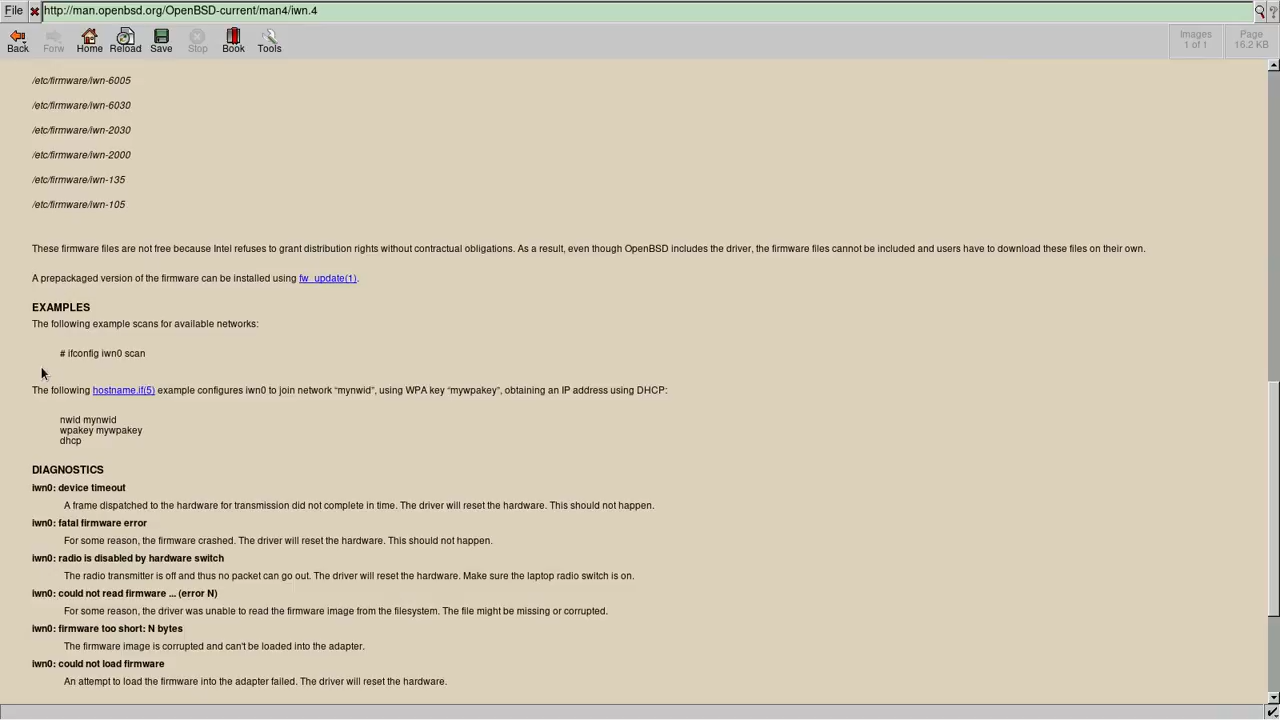 File http://man.openbsd.org/OpenBSD-current/man4/iwn.4 ?
Back Forw Home Reload Save Stop Book Tools
Images Page
1 of 1 16.2 KB
/etc/firmware/iwn-6005
/etc/firmware/iwn-6030
/etc/firmware/iwn-2030
/etc/firmware/iwn-2000
/etc/firmware/iwn-135
/etc/firmware/iwn-105
These firmware files are not free because Intel refuses to grant distribution rights without contractual obligations. As a result, even though OpenBSD includes the driver, the firmware files cannot be included and users have to download these files on their own.
A prepackaged version of the firmware can be installed using fw_update(1).
EXAMPLES
The following example scans for available networks:
# ifconfig iwn0 scan
The following hostname.if(5) example configures iwn0 to join network “mynwid”, using WPA key “mywpakey”, obtaining an IP address using DHCP:
nwid mynwid
wpakey mywpakey
dhcp
DIAGNOSTICS
iwn0: device timeout
A frame dispatched to the hardware for transmission did not complete in time. The driver will reset the hardware. This should not happen.
iwn0: fatal firmware error
For some reason, the firmware crashed. The driver will reset the hardware. This should not happen.
iwn0: radio is disabled by hardware switch
The radio transmitter is off and thus no packet can go out. The driver will reset the hardware. Make sure the laptop radio switch is on.
iwn0: could not read firmware ... (error N)
For some reason, the driver was unable to read the firmware image from the filesystem. The file might be missing or corrupted.
iwn0: firmware too short: N bytes
The firmware image is corrupted and can't be loaded into the adapter.
iwn0: could not load firmware
An attempt to load the firmware into the adapter failed. The driver will reset the hardware.